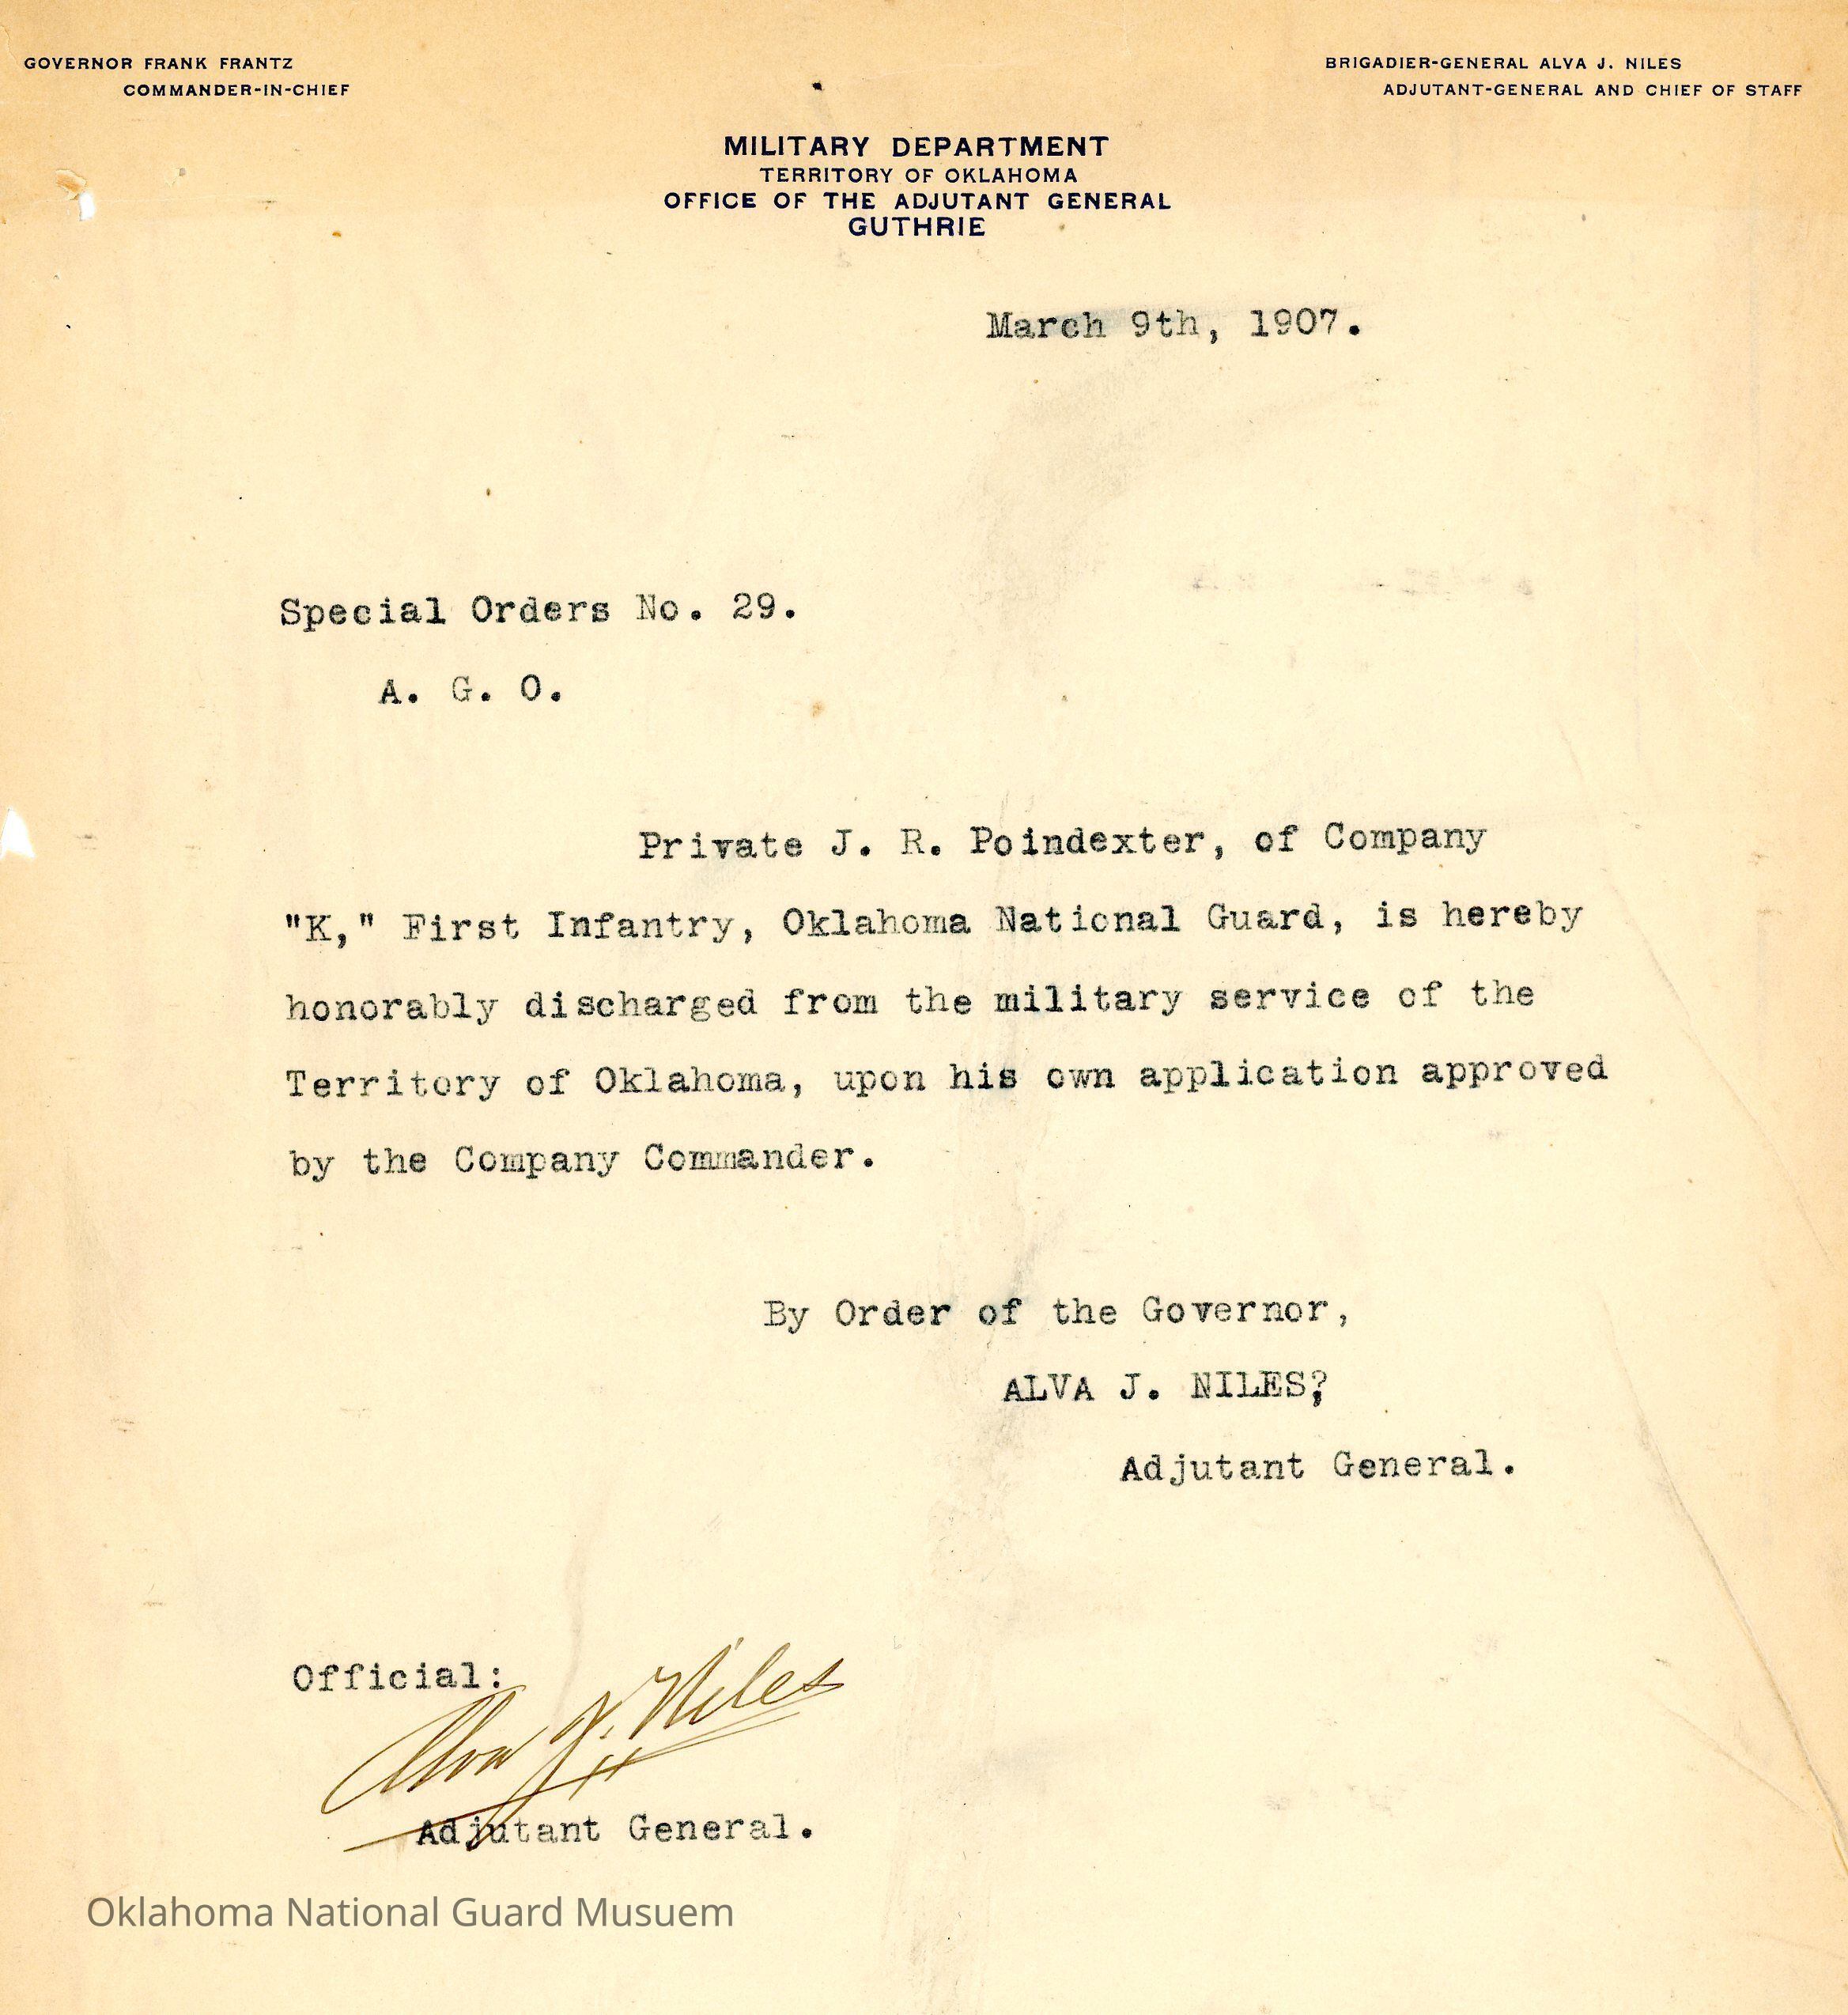 GOVERNOR FRANK FRANTZ
COMMANDER-IN-CHIEF
BRIGADIER-GENERAL ALVA J. NILES
ADJUTANT-GENERAL AND CHIEF OF STAFF
MILITARY DEPARTMENT
TERRITORY OF OKLAHOMA
OFFICE OF THE ADJUTANT GENERAL
GUTHRIE
March 9th, 1907.
Special Orders No. 29.
A. G. O.
Private J. R. Poindexter, of Company
"K," First Infantry, Oklahoma National Guard, is hereby
honorably discharged from the military service of the
Territory of Oklahoma, upon his own application approved
by the Company Commander.
By Order of the Governor,
ALVA J. NILES?
Adjutant General.
Official:
Alva J. Niles
Adjutant General.
Oklahoma National Guard Musuem